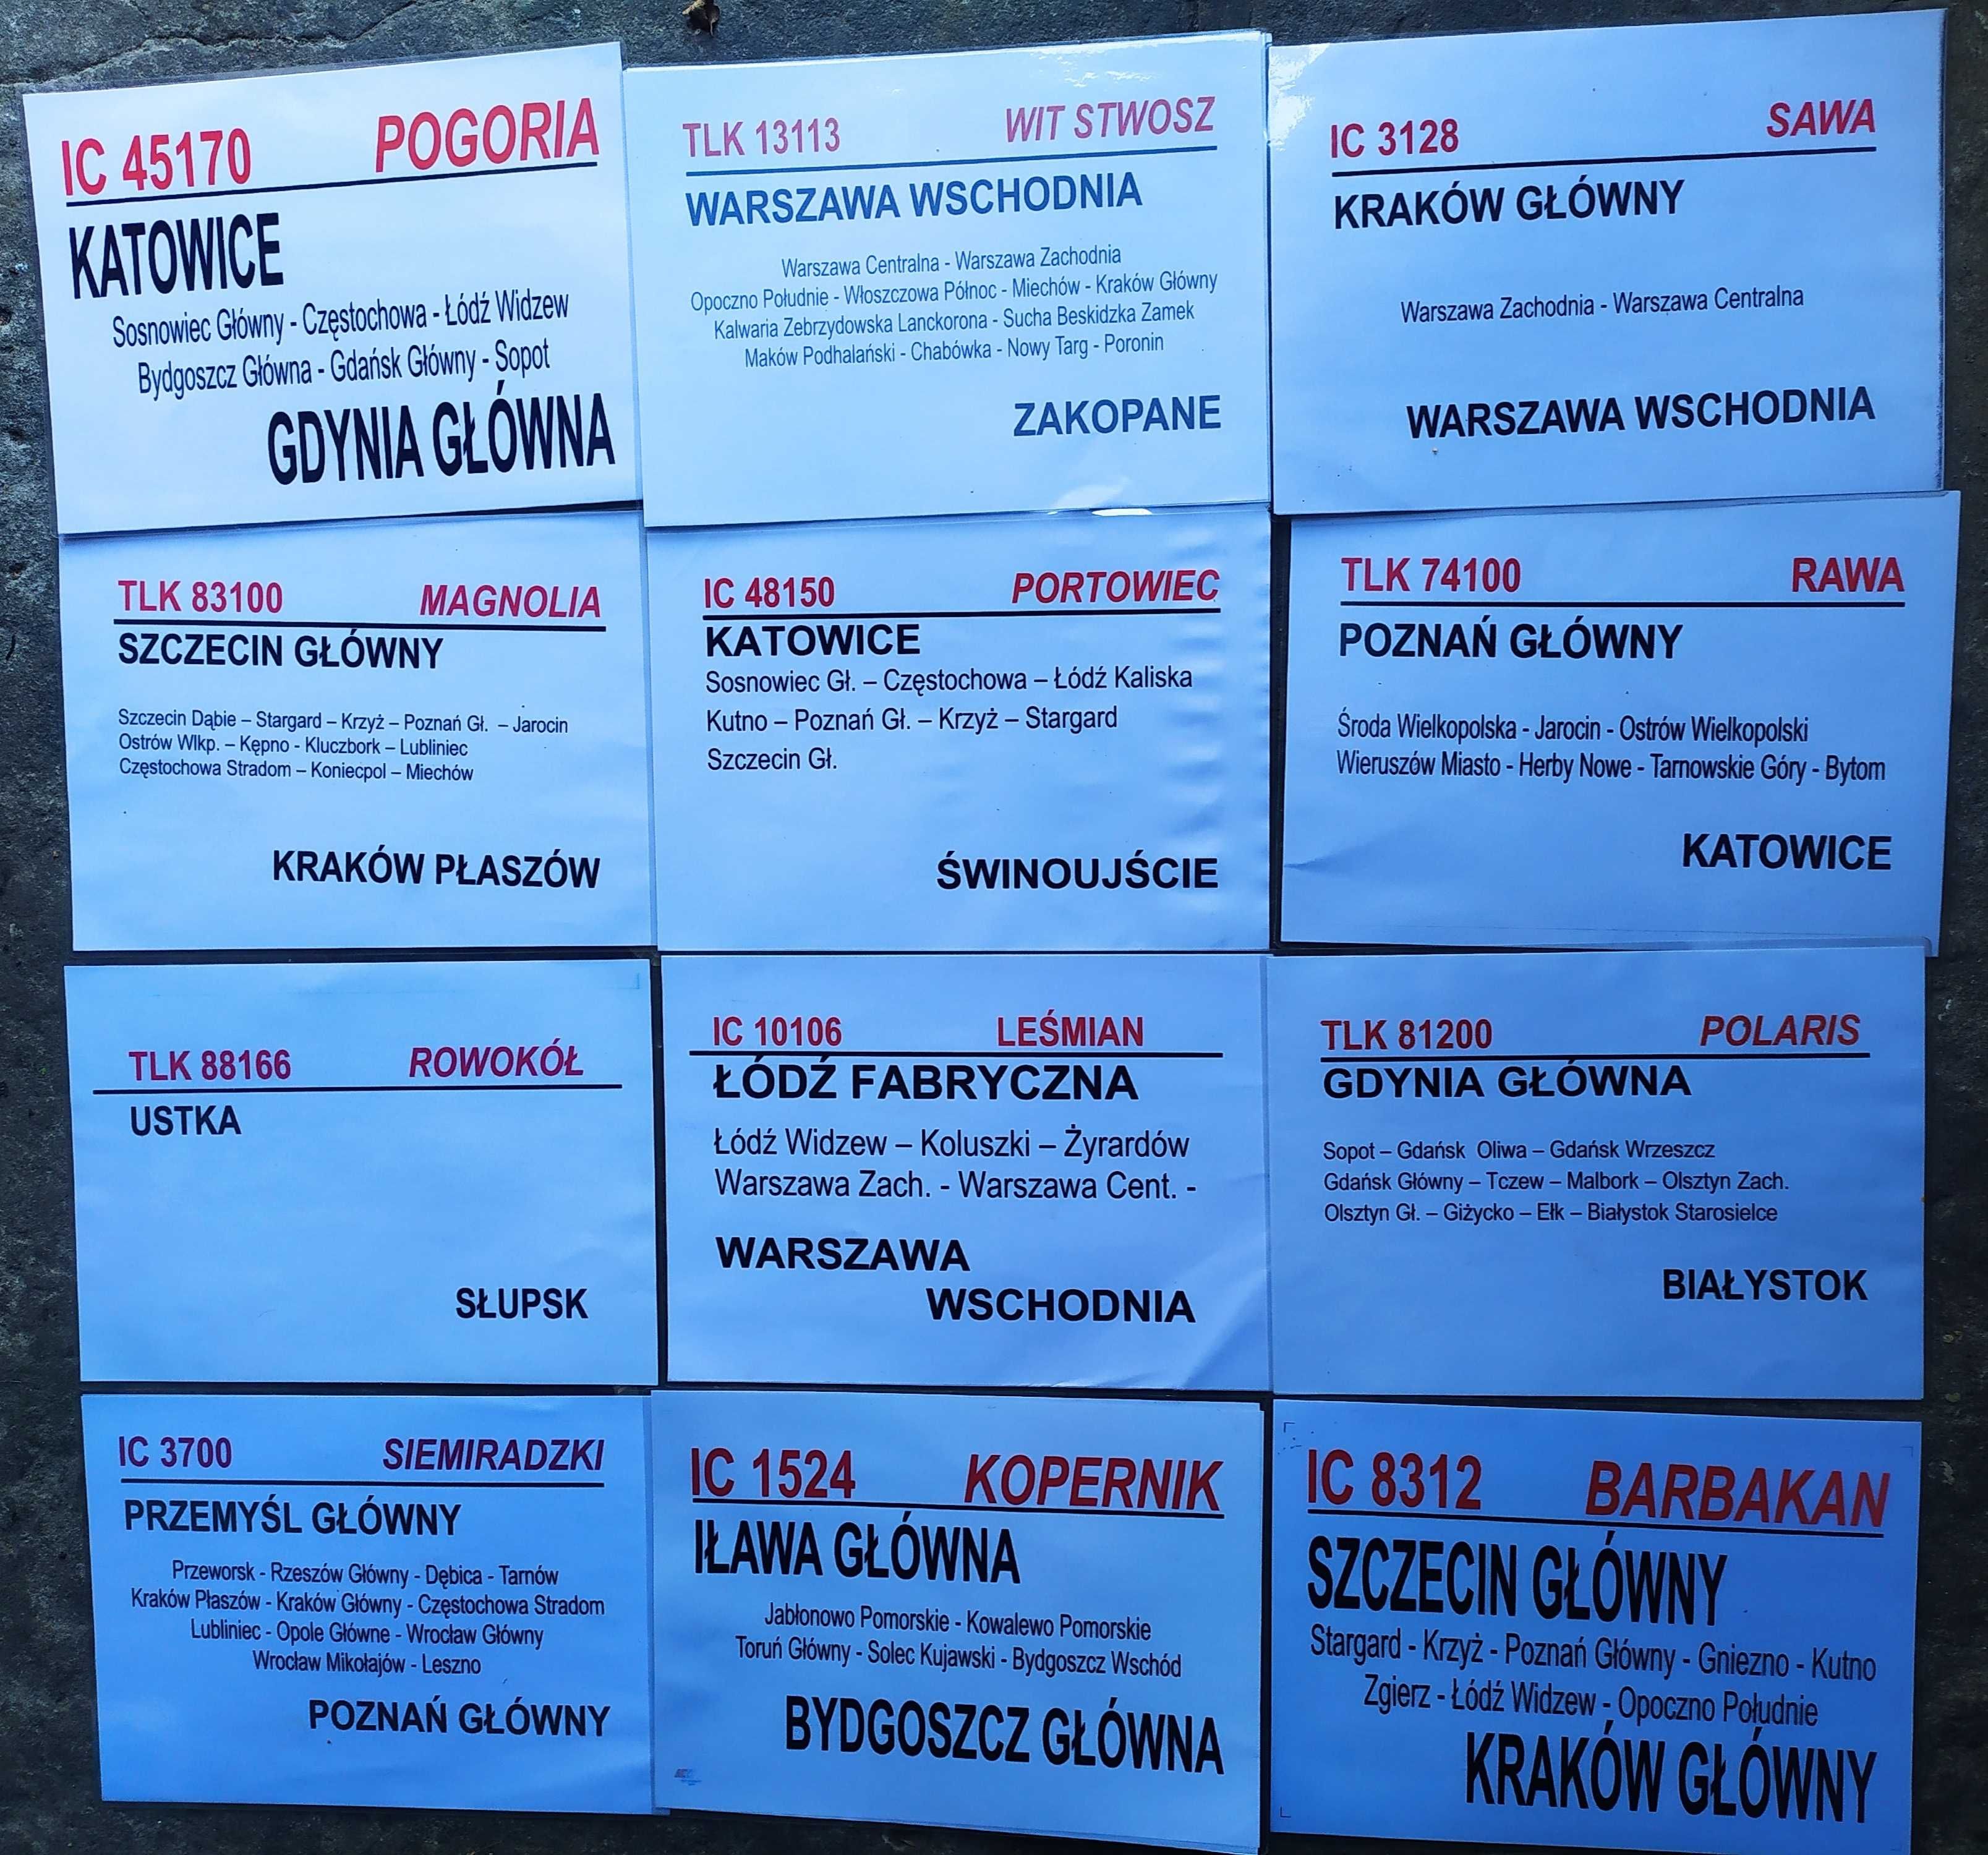 IC 45170 POGORIA
KATOWICE
Sosnowiec Główny - Częstochowa - Łódź Widzew
Bydgoszcz Główna - Gdańsk Główny - Sopot
GDYNIA GŁÓWNA
TLK 13113 WIT STWOSZ
WARSZAWA WSCHODNIA
Warszawa Centralna - Warszawa Zachodnia
Opoczno Południe - Włoszczowa Północ - Miechów - Kraków Główny
Kalwaria Zebrzydowska Lanckorona - Sucha Beskidzka Zamek
Maków Podhalański - Chabówka - Nowy Targ - Poronin
ZAKOPANE
IC 3128 SAWA
KRAKÓW GŁÓWNY
Warszawa Zachodnia - Warszawa Centralna
WARSZAWA WSCHODNIA
TLK 83100 MAGNOLIA
SZCZECIN GŁÓWNY
Szczecin Dąbie – Stargard – Krzyż – Poznań Gł. – Jarocin
Ostrów Wlkp. – Kępno - Kluczbork – Lubliniec
Częstochowa Stradom – Koniecpol – Miechów
KRAKÓW PŁASZÓW
IC 48150 PORTOWIEC
KATOWICE
Sosnowiec Gł. – Częstochowa – Łódź Kaliska
Kutno – Poznań Gł. – Krzyż – Stargard
Szczecin Gł.
ŚWINOUJŚCIE
TLK 74100 RAWA
POZNAŃ GŁÓWNY
Środa Wielkopolska - Jarocin - Ostrów Wielkopolski
Wieruszów Miasto - Herby Nowe - Tarnowskie Góry - Bytom
KATOWICE
TLK 88166 ROWOKÓŁ
USTKA
SŁUPSK
IC 10106 LEŚMIAN
ŁÓDŹ FABRYCZNA
Łódź Widzew – Koluszki – Żyrardów
Warszawa Zach. - Warszawa Cent. -
WARSZAWA
WSCHODNIA
TLK 81200 POLARIS
GDYNIA GŁÓWNA
Sopot – Gdańsk Oliwa – Gdańsk Wrzeszcz
Gdańsk Główny – Tczew – Malbork – Olsztyn Zach.
Olsztyn Gł. – Giżycko – Ełk – Białystok Starosielce
BIAŁYSTOK
IC 3700 SIEMIRADZKI
PRZEMYŚL GŁÓWNY
Przeworsk - Rzeszów Główny - Dębica - Tarnów
Kraków Płaszów - Kraków Główny - Częstochowa Stradom
Lubliniec - Opole Główne - Wrocław Główny
Wrocław Mikołajów - Leszno
POZNAŃ GŁÓWNY
IC 1524 KOPERNIK
IŁAWA GŁÓWNA
Jabłonowo Pomorskie - Kowalewo Pomorskie
Toruń Główny - Solec Kujawski - Bydgoszcz Wschód
BYDGOSZCZ GŁÓWNA
IC 8312 BARBAKAN
SZCZECIN GŁÓWNY
Stargard - Krzyż - Poznań Główny - Gniezno - Kutno
Zgierz - Łódź Widzew - Opoczno Południe
KRAKÓW GŁÓWNY